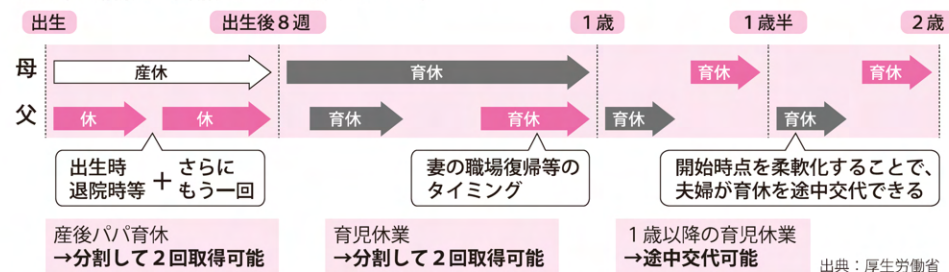 出生
出生後８週
１歳
１歳半
２歳
母
産休
育休
育休
育休
父
休
休
育休
育休
育休
育休
出生時
退院時等
＋
さらに
もう一回
妻の職場復帰等の
タイミング
開始時点を柔軟化することで、
夫婦が育休を途中交代できる
産後パパ育休
→分割して２回取得可能
育児休業
→分割して２回取得可能
１歳以降の育児休業
→途中交代可能
出典：厚生労働省